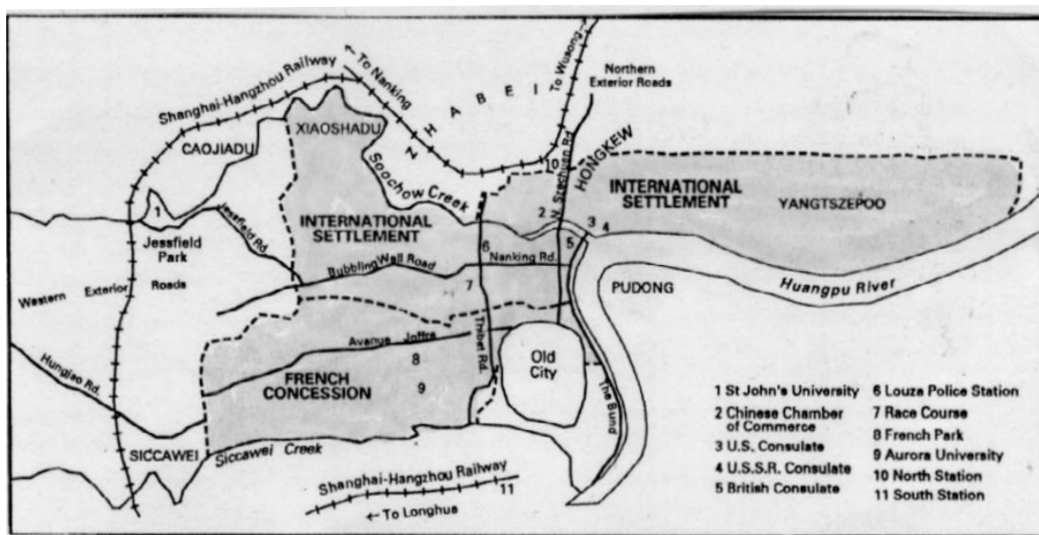 To Wusong
Northern
Exterior Roads
← To Nanking
Shanghai-Hangzhou Railway
ZHABEI
XIAOSHADU
CAOJIADU
Soochow Creek
10
N. Szechuan Rd.
HONGKEW
INTERNATIONAL
SETTLEMENT
YANGTSZEPOO
1
Jessfield
Park
Jessfield Rd.
INTERNATIONAL
SETTLEMENT
2
3
4
5
6
Nanking Rd.
Bubbling Wall Road
7
PUDONG
Huangpu River
Western Exterior Roads
Avenue Joffre
Tibet Rd.
8
FRENCH
CONCESSION
9
Old
City
The Bund
Hungjao Rd.
SICCAWEI
Siccawei Creek
Shanghai-Hangzhou Railway
11
← To Longhua
1 St John's University
2 Chinese Chamber
of Commerce
3 U.S. Consulate
4 U.S.S.R. Consulate
5 British Consulate
6 Louza Police Station
7 Race Course
8 French Park
9 Aurora University
10 North Station
11 South Station